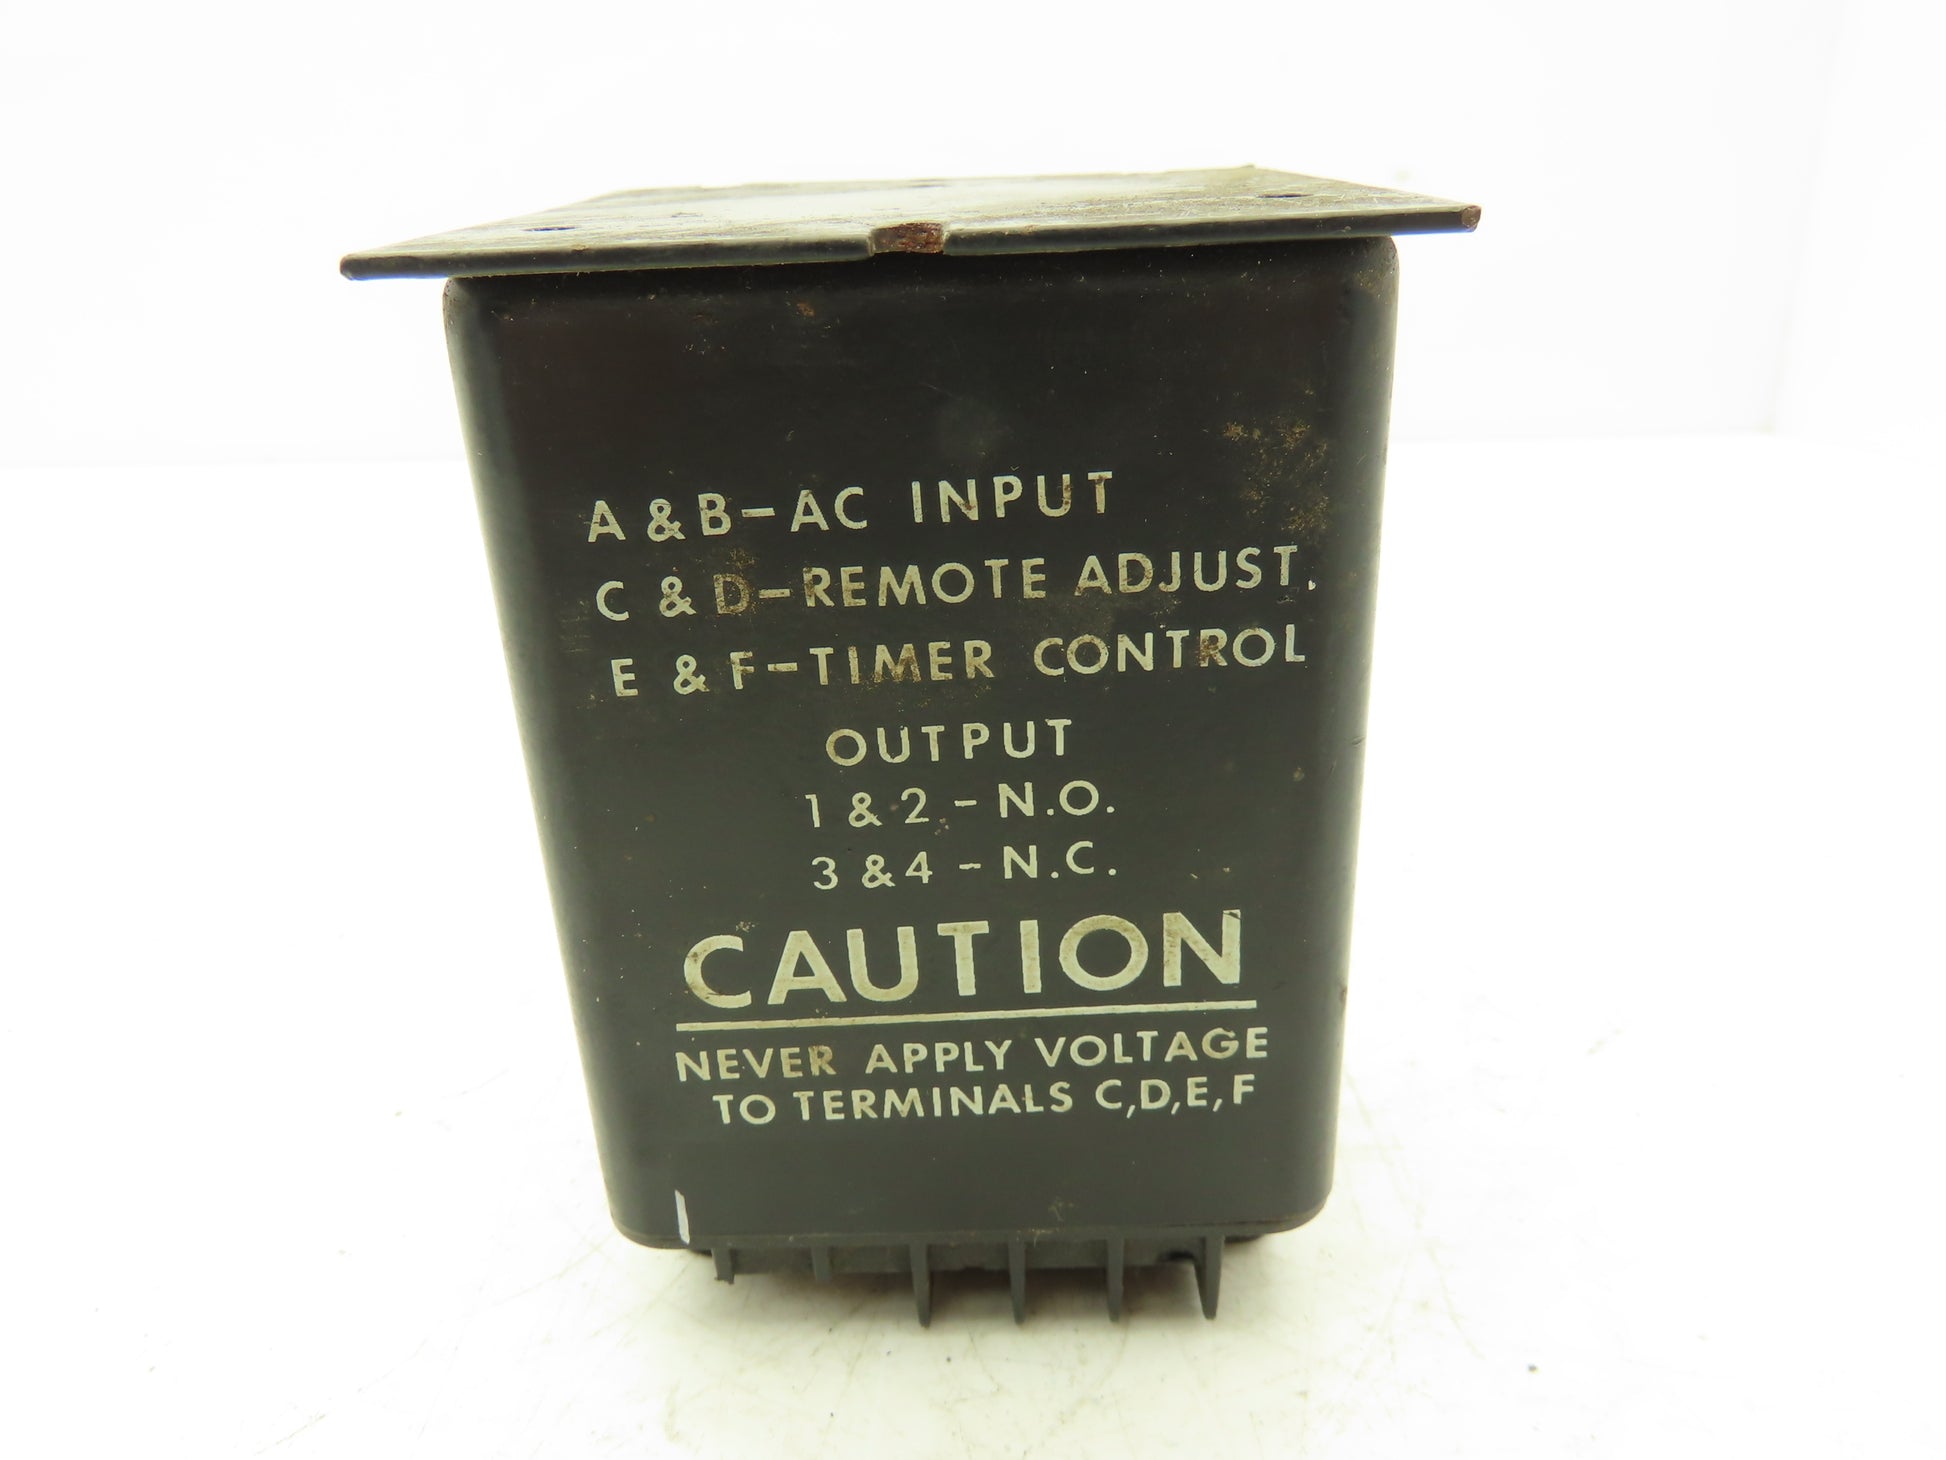 A & B - AC INPUT
C & D - REMOTE ADJUST.
E & F - TIMER CONTROL
OUTPUT
1 & 2 - N.O.
3 & 4 - N.C.
CAUTION
NEVER APPLY VOLTAGE
TO TERMINALS C,D,E,F